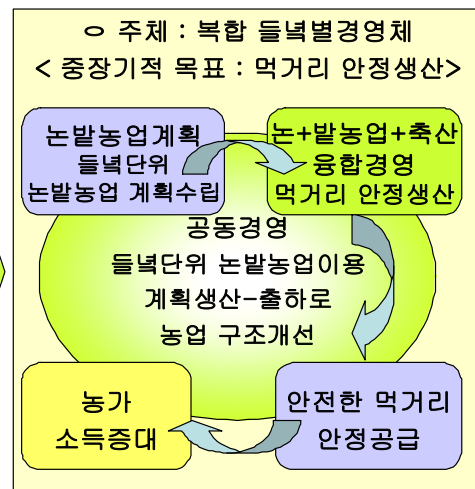 ㅇ 주체 : 복합 들녘별경영체
< 중장기적 목표 : 먹거리 안정생산>
논밭농업계획
들녘단위
논밭농업 계획수립
논+밭농업+축산
융합경영
먹거리 안정생산
공동경영
들녘단위 논밭농업이용
계획생산-출하로
농업 구조개선
농가
소득증대
안전한 먹거리
안정공급